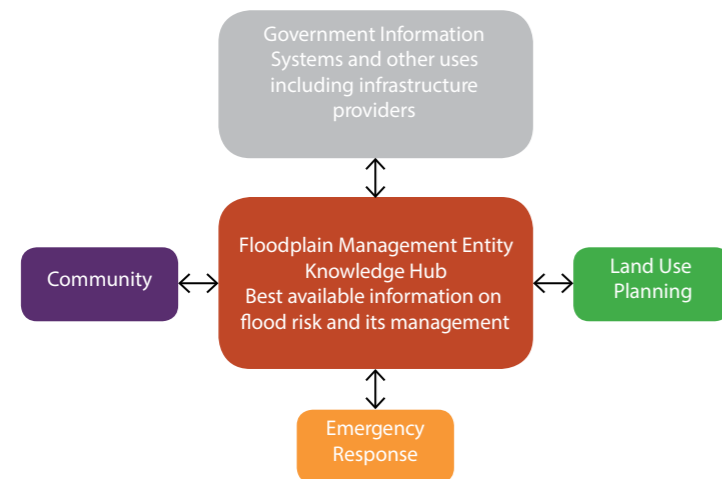 Government Information
Systems and other uses
including infrastructure
providers
Floodplain Management Entity
Knowledge Hub
Best available information on
flood risk and its management
Community
Land Use
Planning
Emergency
Response